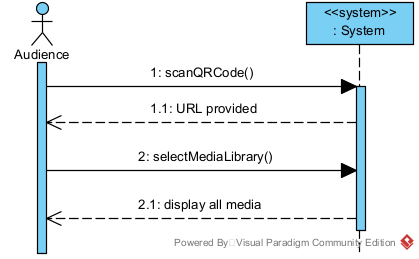 <<system>>
: System
Audience
1: scanQRCode()
1.1: URL provided
2: selectMediaLibrary()
2.1: display all media
Powered By Visual Paradigm Community Edition